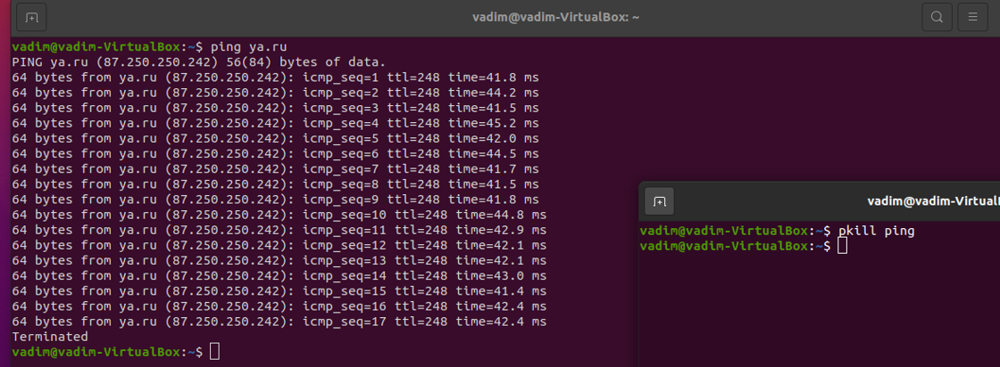 vadim@vadim-VirtualBox: ~
vadim@vadim-VirtualBox:~$ ping ya.ru
PING ya.ru (87.250.250.242) 56(84) bytes of data.
64 bytes from ya.ru (87.250.250.242): icmp_seq=1 ttl=248 time=41.8 ms
64 bytes from ya.ru (87.250.250.242): icmp_seq=2 ttl=248 time=44.2 ms
64 bytes from ya.ru (87.250.250.242): icmp_seq=3 ttl=248 time=41.5 ms
64 bytes from ya.ru (87.250.250.242): icmp_seq=4 ttl=248 time=45.2 ms
64 bytes from ya.ru (87.250.250.242): icmp_seq=5 ttl=248 time=42.0 ms
64 bytes from ya.ru (87.250.250.242): icmp_seq=6 ttl=248 time=44.5 ms
64 bytes from ya.ru (87.250.250.242): icmp_seq=7 ttl=248 time=41.7 ms
64 bytes from ya.ru (87.250.250.242): icmp_seq=8 ttl=248 time=41.5 ms
64 bytes from ya.ru (87.250.250.242): icmp_seq=9 ttl=248 time=41.8 ms
64 bytes from ya.ru (87.250.250.242): icmp_seq=10 ttl=248 time=44.8 ms
64 bytes from ya.ru (87.250.250.242): icmp_seq=11 ttl=248 time=42.9 ms
64 bytes from ya.ru (87.250.250.242): icmp_seq=12 ttl=248 time=42.1 ms
64 bytes from ya.ru (87.250.250.242): icmp_seq=13 ttl=248 time=42.1 ms
64 bytes from ya.ru (87.250.250.242): icmp_seq=14 ttl=248 time=43.0 ms
64 bytes from ya.ru (87.250.250.242): icmp_seq=15 ttl=248 time=41.4 ms
64 bytes from ya.ru (87.250.250.242): icmp_seq=16 ttl=248 time=42.4 ms
64 bytes from ya.ru (87.250.250.242): icmp_seq=17 ttl=248 time=42.4 ms
Terminated
vadim@vadim-VirtualBox:~$
vadim@vadim-Virtual
vadim@vadim-VirtualBox:~$ pkill ping
vadim@vadim-VirtualBox:~$